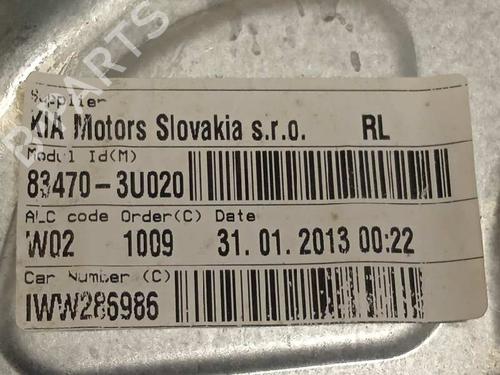 Supplier
KIA Motors Slovakia s.r.o. RL
Modul Id(M)
83470-3U020
ALC code Order(C) Date
W02 1009 31.01.2013 00:22
Car Number (C)
IWW286986